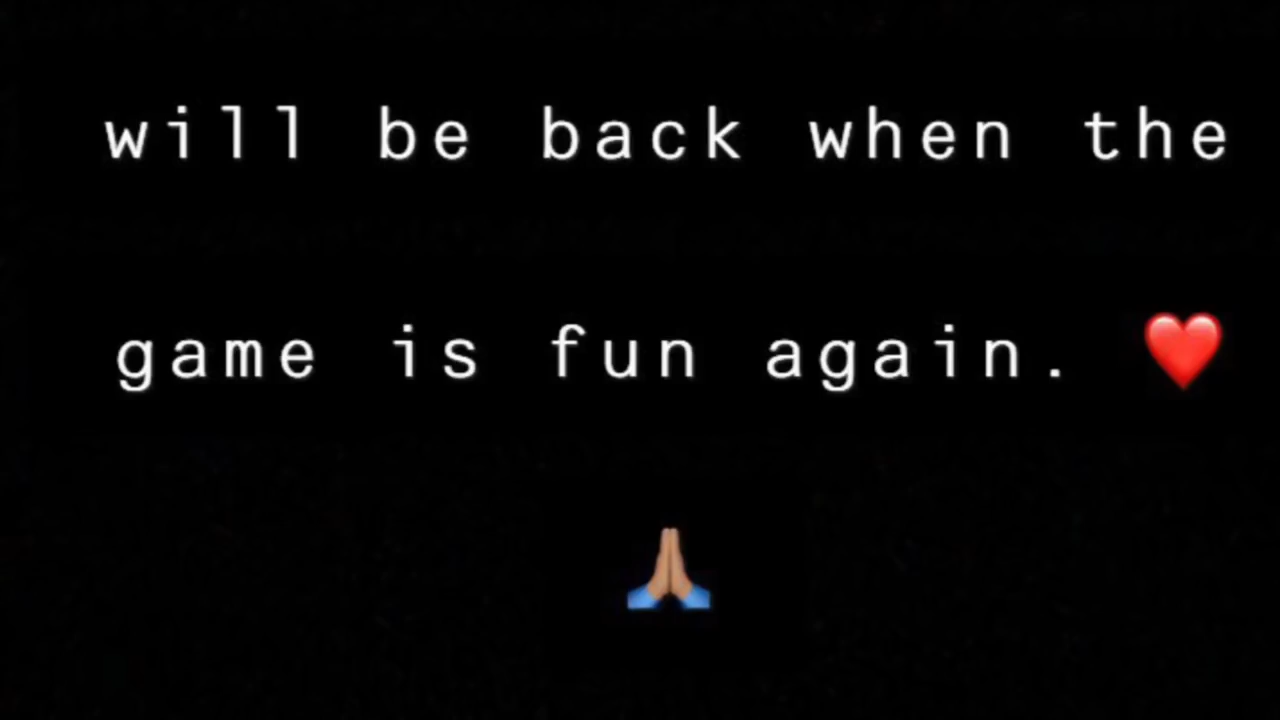 will be back when the
game is fun again. ❤️
🙏🏽